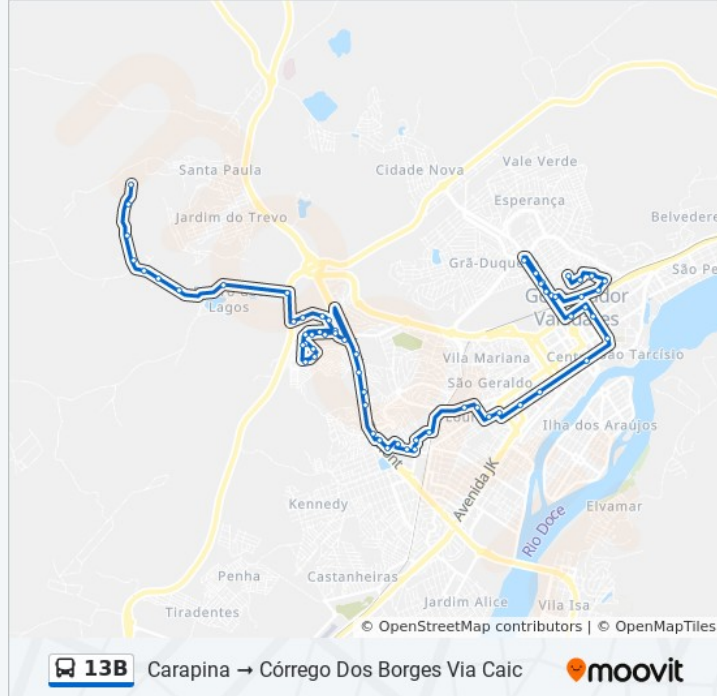 Santa Paula
Cidade Nova
Vale Verde
Esperança
Jardim do Trevo
Belvedere
Grã-Duque
São Pe
Lagos
Vila Mariana
São Tarcísio
São Geraldo
Ilha dos Araújos
Avenida JK
Kennedy
Elvamar
Rio Doce
Penha
Castanheiras
Tiradentes
Jardim Alice
Vila Isa
© OpenStreetMap contributors | © OpenMapTiles
13B Carapina → Córrego Dos Borges Via Caic
moovit